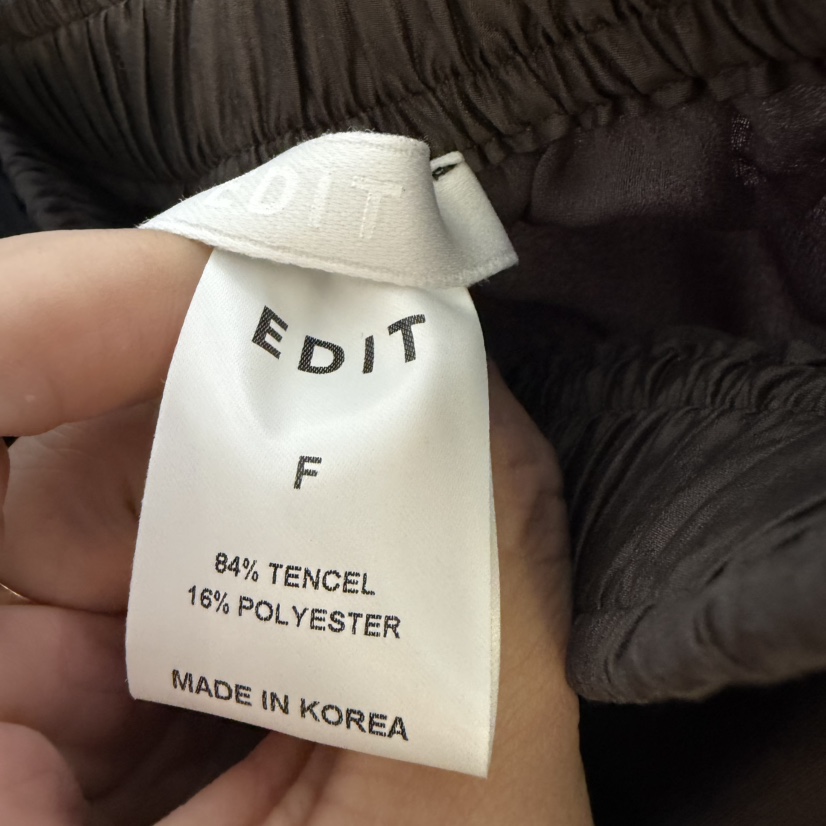 EDIT
EDIT
F
84% TENCEL
16% POLYESTER
MADE IN KOREA